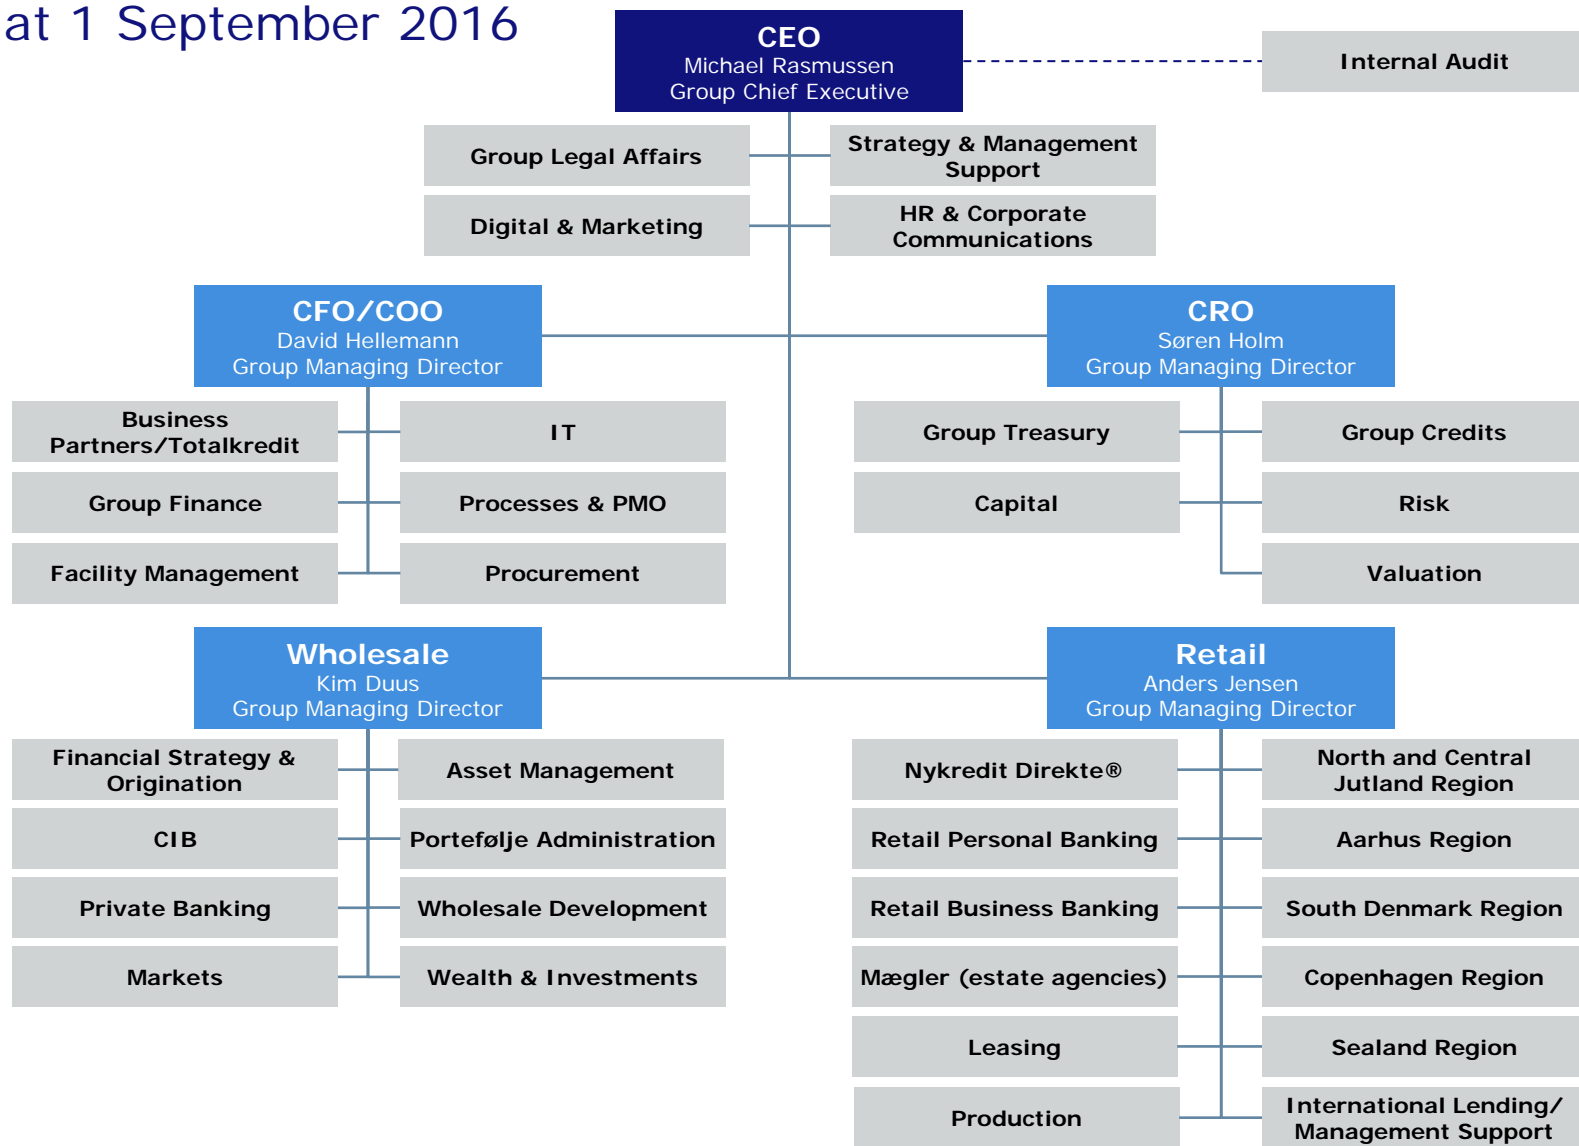 at 1 September 2016
CEO
Michael Rasmussen
Group Chief Executive
Internal Audit
Group Legal Affairs
Strategy & Management
Support
Digital & Marketing
HR & Corporate
Communications
CFO/COO
David Hellemann
Group Managing Director
CRO
Søren Holm
Group Managing Director
Business
Partners/Totalkredit
IT
Group Finance
Processes & PMO
Facility Management
Procurement
Group Treasury
Group Credits
Capital
Risk
Valuation
Wholesale
Kim Duus
Group Managing Director
Retail
Anders Jensen
Group Managing Director
Financial Strategy &
Origination
Asset Management
CIB
Portefølje Administration
Private Banking
Wholesale Development
Markets
Wealth & Investments
Nykredit Direkte®
North and Central
Jutland Region
Retail Personal Banking
Aarhus Region
Retail Business Banking
South Denmark Region
Mægler (estate agencies)
Copenhagen Region
Leasing
Sealand Region
Production
International Lending/
Management Support